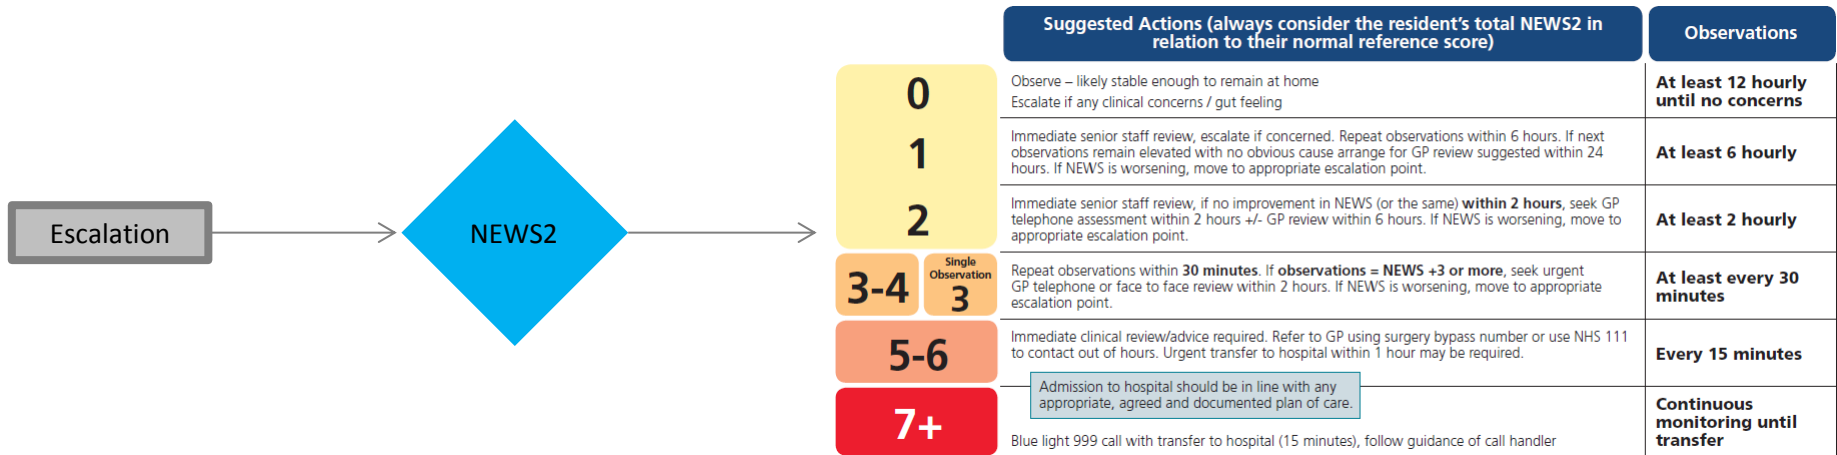 Escalation
NEWS2
Suggested Actions (always consider the resident's total NEWS2 in
relation to their normal reference score)
Observations
0
Observe – likely stable enough to remain at home
Escalate if any clinical concerns / gut feeling
At least 12 hourly
until no concerns
1
Immediate senior staff review, escalate if concerned. Repeat observations within 6 hours. If next
observations remain elevated with no obvious cause arrange for GP review suggested within 24
hours. If NEWS is worsening, move to appropriate escalation point.
At least 6 hourly
2
Immediate senior staff review, if no improvement in NEWS (or the same) within 2 hours, seek GP
telephone assessment within 2 hours +/- GP review within 6 hours. If NEWS is worsening, move to
appropriate escalation point.
At least 2 hourly
3-4
Single
Observation
3
Repeat observations within 30 minutes. If observations = NEWS +3 or more, seek urgent
GP telephone or face to face review within 2 hours. If NEWS is worsening, move to appropriate
escalation point.
At least every 30
minutes
5-6
Immediate clinical review/advice required. Refer to GP using surgery bypass number or use NHS 111
to contact out of hours. Urgent transfer to hospital within 1 hour may be required.
Every 15 minutes
Admission to hospital should be in line with any
appropriate, agreed and documented plan of care.
7+
Blue light 999 call with transfer to hospital (15 minutes), follow guidance of call handler
Continuous
monitoring until
transfer